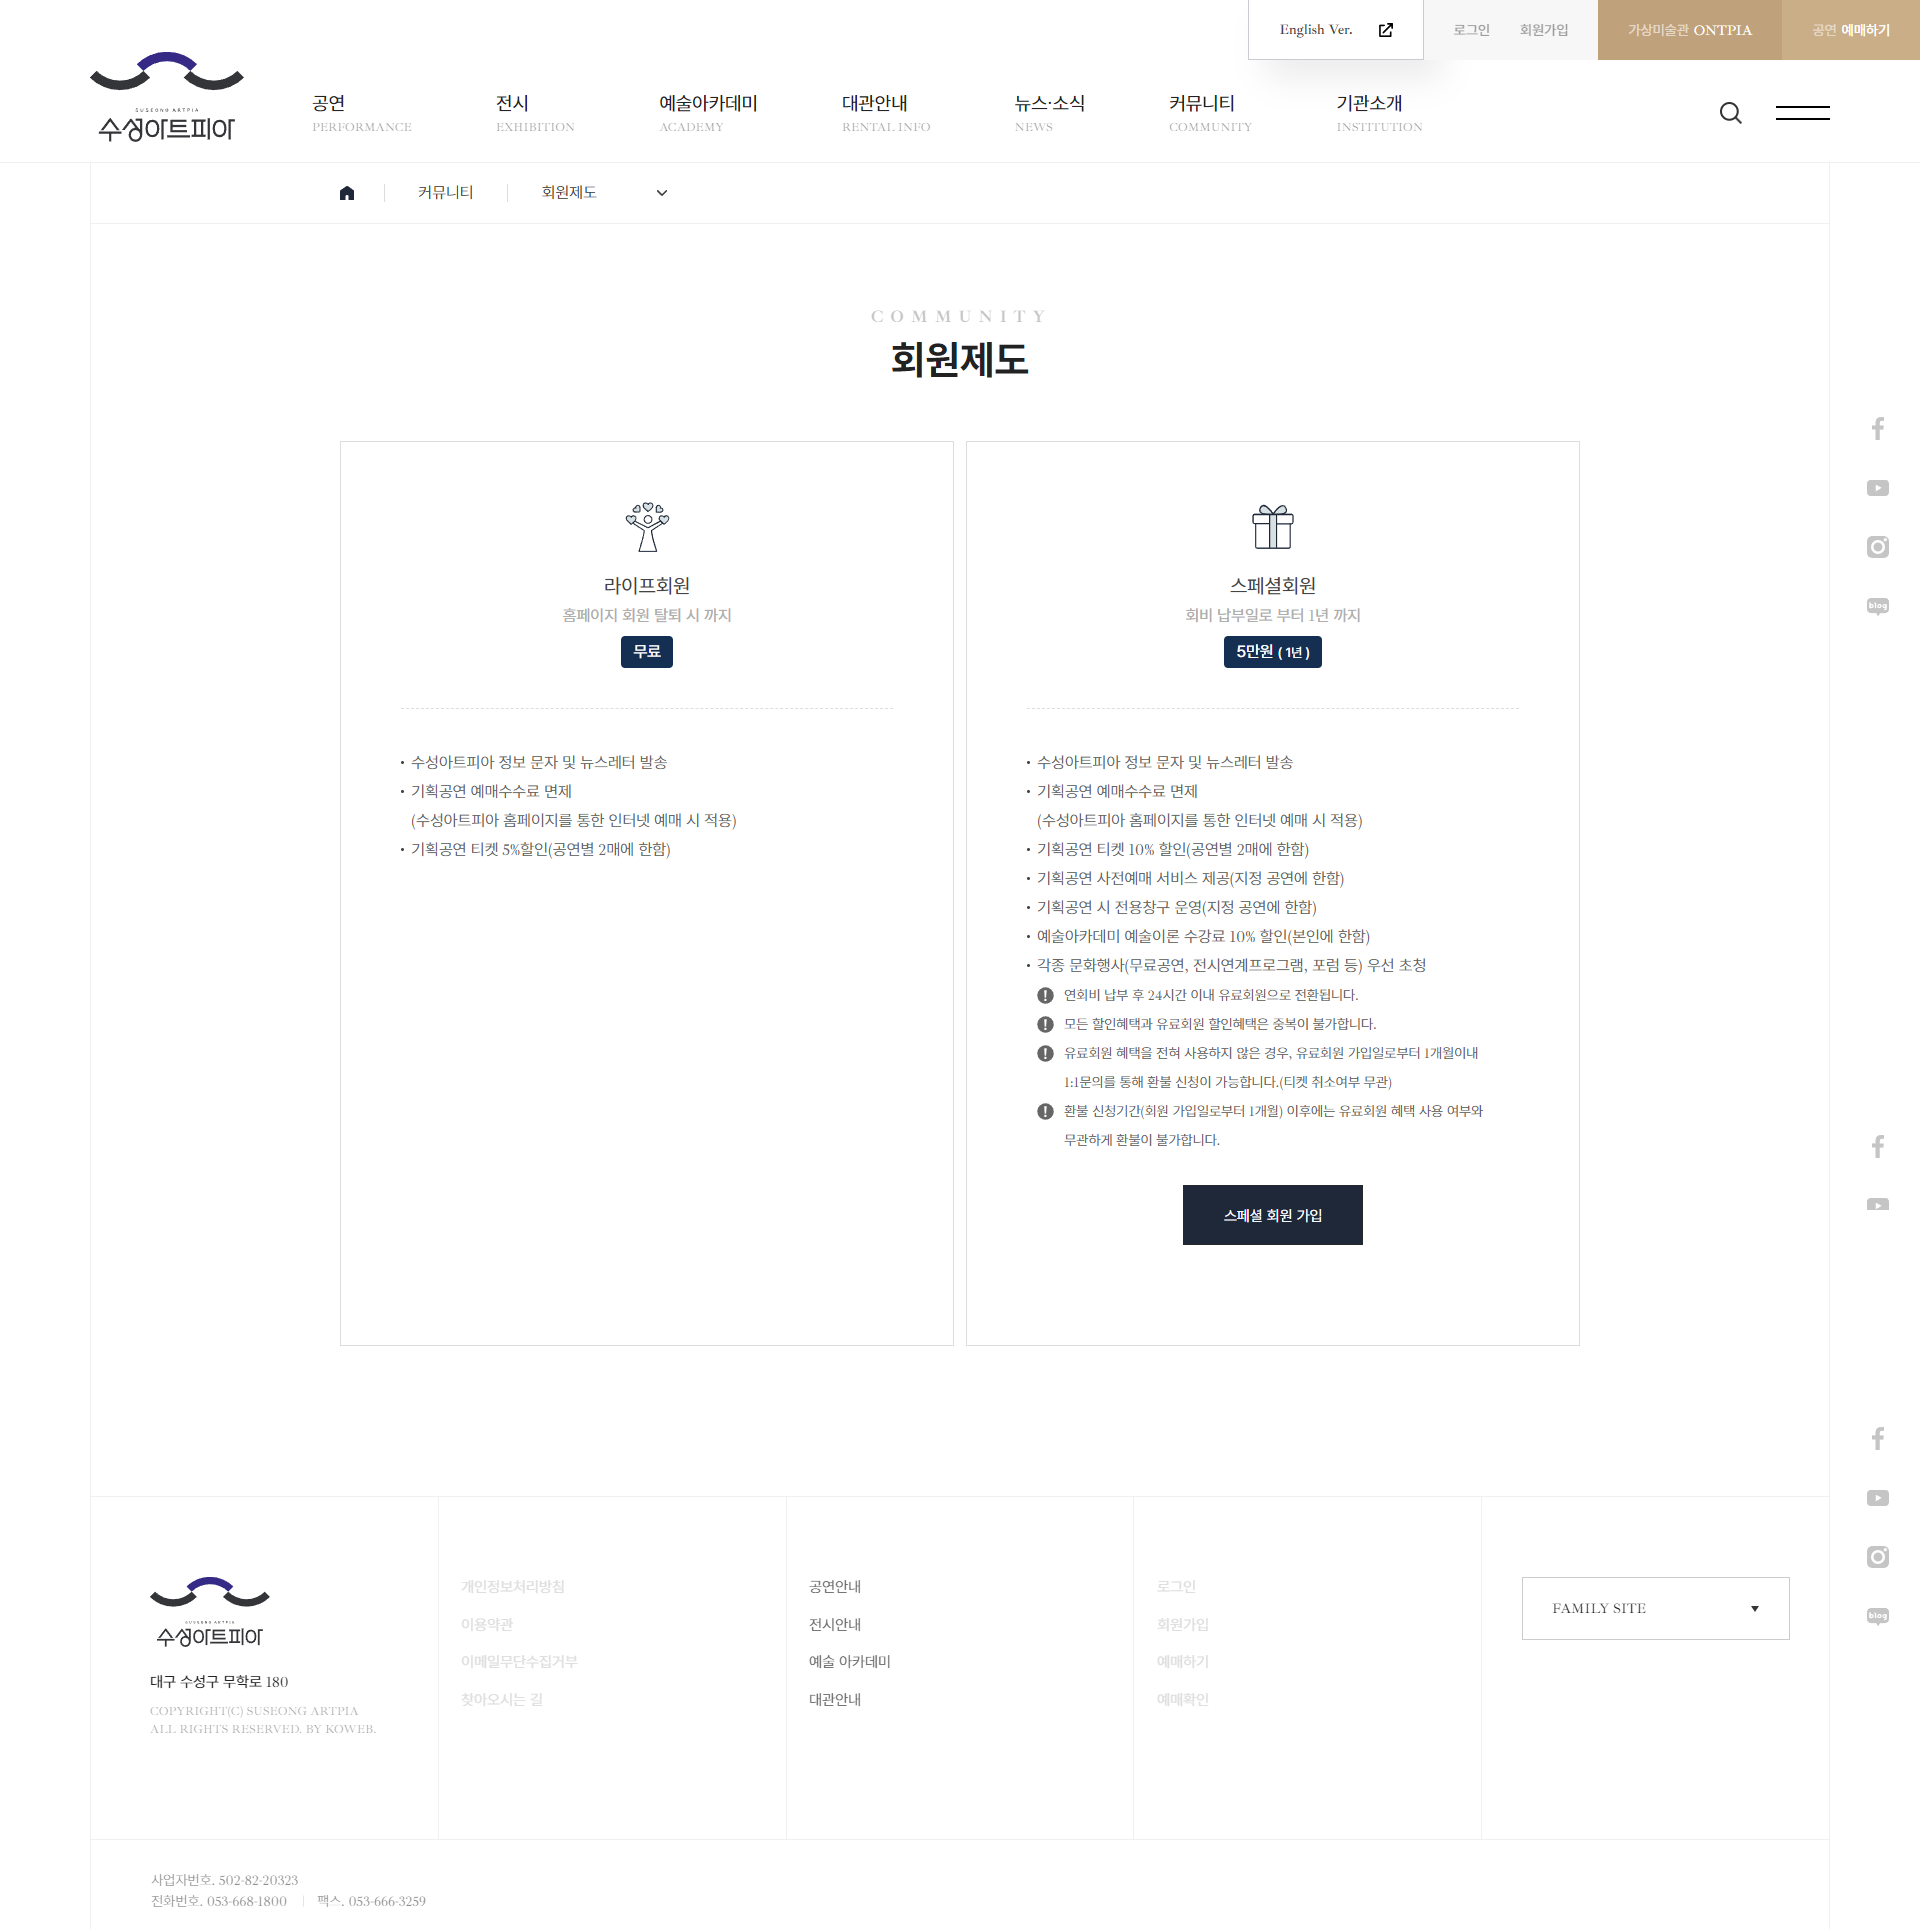 English Ver.
로그인
회원가입
가상미술관 ONTPIA
공연 예매하기
SUSEONG ARTPIA
수성아트피아
공연
PERFORMANCE
전시
EXHIBITION
예술아카데미
ACADEMY
대관안내
RENTAL INFO
뉴스·소식
NEWS
커뮤니티
COMMUNITY
기관소개
INSTITUTION
커뮤니티
회원제도
COMMUNITY
회원제도
라이프회원
홈페이지 회원 탈퇴 시 까지
무료
· 수성아트피아 정보 문자 및 뉴스레터 발송
· 기획공연 예매수수료 면제
(수성아트피아 홈페이지를 통한 인터넷 예매 시 적용)
· 기획공연 티켓 5%할인(공연별 2매에 한함)
스페셜회원
회비 납부일로 부터 1년 까지
5만원 ( 1년 )
· 수성아트피아 정보 문자 및 뉴스레터 발송
· 기획공연 예매수수료 면제
(수성아트피아 홈페이지를 통한 인터넷 예매 시 적용)
· 기획공연 티켓 10% 할인(공연별 2매에 한함)
· 기획공연 사전예매 서비스 제공(지정 공연에 한함)
· 기획공연 시 전용창구 운영(지정 공연에 한함)
· 예술아카데미 예술이론 수강료 10% 할인(본인에 한함)
· 각종 문화행사(무료공연, 전시연계프로그램, 포럼 등) 우선 초청
연회비 납부 후 24시간 이내 유료회원으로 전환됩니다.
모든 할인혜택과 유료회원 할인혜택은 중복이 불가합니다.
유료회원 혜택을 전혀 사용하지 않은 경우, 유료회원 가입일로부터 1개월이내
1:1문의를 통해 환불 신청이 가능합니다.(티켓 취소여부 무관)
환불 신청기간(회원 가입일로부터 1개월) 이후에는 유료회원 혜택 사용 여부와
무관하게 환불이 불가합니다.
스페셜 회원 가입
blog
SUSEONG ARTPIA
수성아트피아
대구 수성구 무학로 180
COPYRIGHT(C) SUSEONG ARTPIA
ALL RIGHTS RESERVED. BY KOWEB.
개인정보처리방침
이용약관
이메일무단수집거부
찾아오시는 길
공연안내
전시안내
예술 아카데미
대관안내
로그인
회원가입
예매하기
예매확인
FAMILY SITE
blog
사업자번호. 502-82-20323
전화번호. 053-668-1800
팩스. 053-666-3259